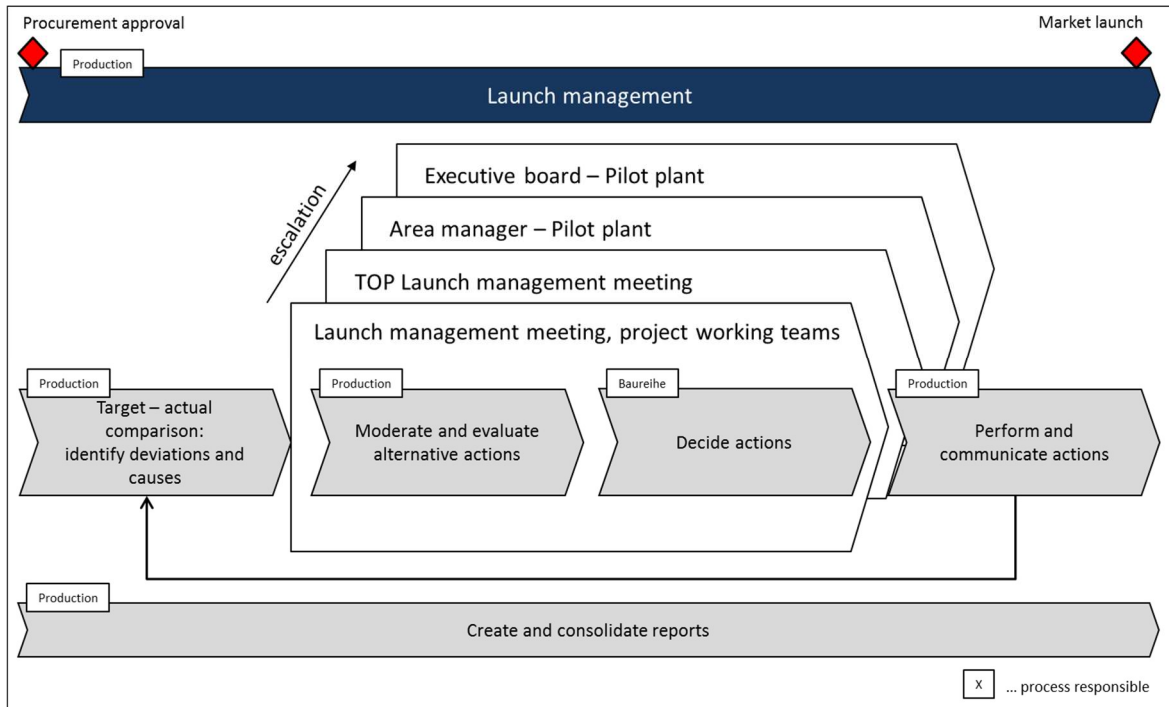 Procurement approval
Market launch
Production
Launch management
escalation
Executive board – Pilot plant
Area manager – Pilot plant
TOP Launch management meeting
Launch management meeting, project working teams
Production
Target – actual
comparison:
identify deviations and
causes
Production
Moderate and evaluate
alternative actions
Baureihe
Decide actions
Production
Perform and
communicate actions
Production
Create and consolidate reports
X ... process responsible